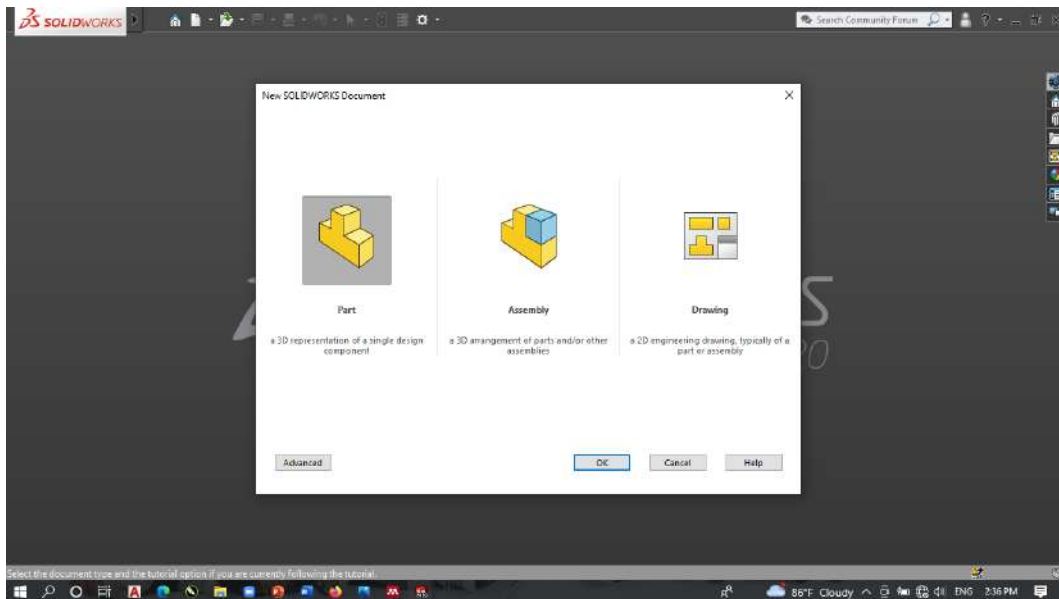 SOLIDWORKS
Search Community Forum
New SOLIDWORKS Document
Part
a 3D representation of a single design
component
Assembly
a 3D arrangement of parts and/or other
assemblies
Drawing
a 2D engineering drawing, typically of a
part or assembly
Advanced
OK
Cancel
Help
Select the document type and the tutorial option if you are currently following the tutorial.
86°F Cloudy
ENG
2:36 PM